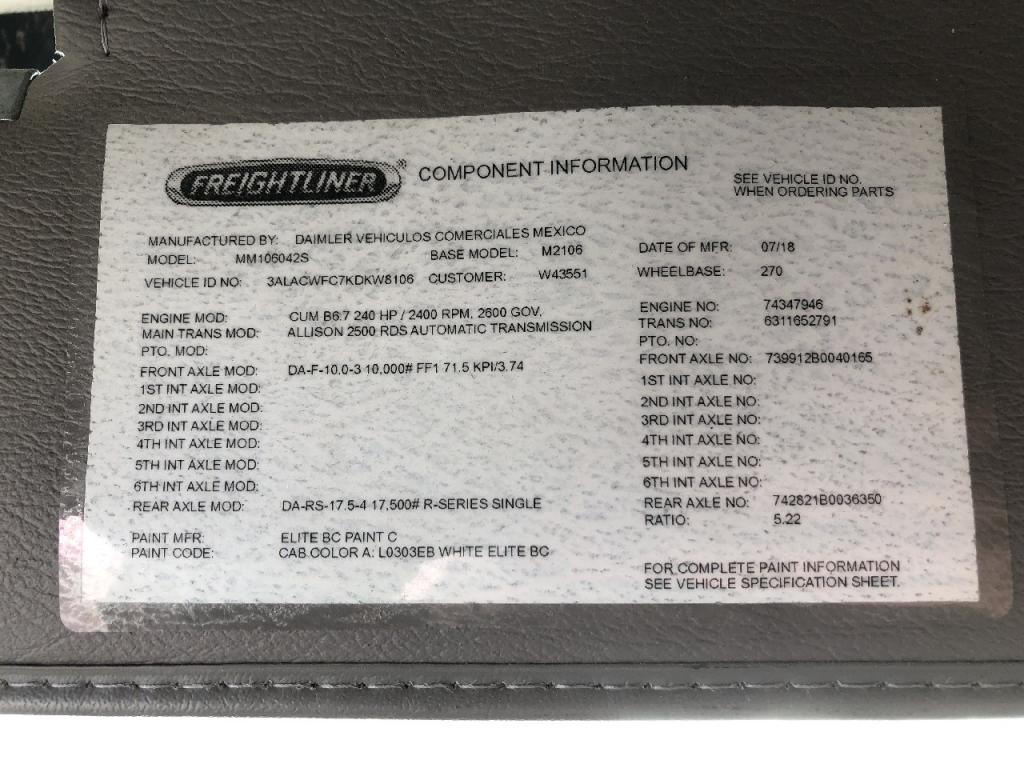 FREIGHTLINER® COMPONENT INFORMATION
SEE VEHICLE ID NO.
WHEN ORDERING PARTS
MANUFACTURED BY: DAIMLER VEHICULOS COMERCIALES MEXICO
MODEL: MM106042S BASE MODEL: M2106
VEHICLE ID NO: 3ALACWFC7KDKW8106 CUSTOMER: W43551
DATE OF MFR: 07/18
WHEELBASE: 270
ENGINE MOD: CUM B6.7 240 HP / 2400 RPM, 2600 GOV.
MAIN TRANS MOD: ALLISON 2500 RDS AUTOMATIC TRANSMISSION
PTO. MOD:
FRONT AXLE MOD: DA-F-10.0-3 10,000# FF1 71.5 KPI/3.74
1ST INT AXLE MOD:
2ND INT AXLE MOD:
3RD INT AXLE MOD:
4TH INT AXLE MOD:
5TH INT AXLE MOD:
6TH INT AXLE MOD:
REAR AXLE MOD: DA-RS-17.5-4 17,500# R-SERIES SINGLE
ENGINE NO: 74347946
TRANS NO: 6311652791
PTO. NO:
FRONT AXLE NO: 739912B0040165
1ST INT AXLE NO:
2ND INT AXLE NO:
3RD INT AXLE NO:
4TH INT AXLE NO:
5TH INT AXLE NO:
6TH INT AXLE NO:
REAR AXLE NO: 742821B0036350
RATIO: 5.22
PAINT MFR: ELITE BC PAINT C
PAINT CODE: CAB COLOR A: L0303EB WHITE ELITE BC
FOR COMPLETE PAINT INFORMATION
SEE VEHICLE SPECIFICATION SHEET.